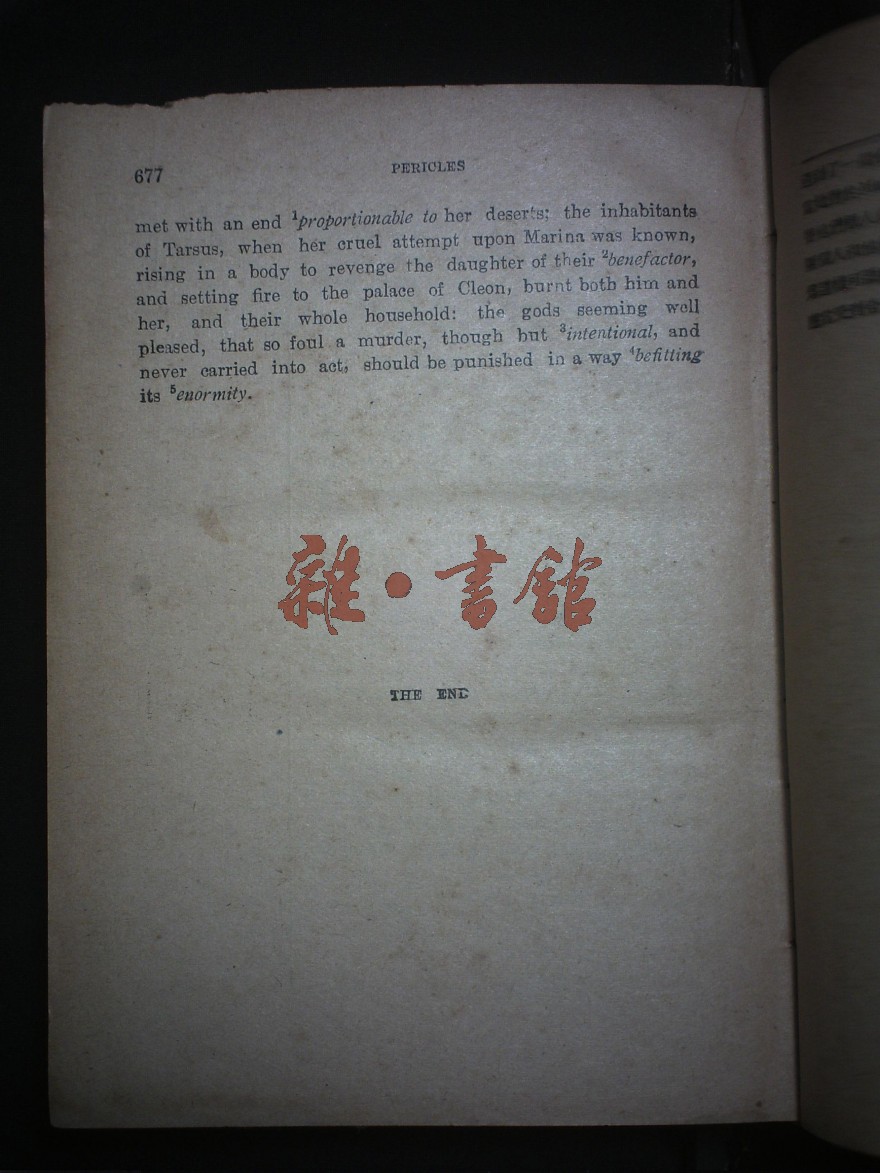 677
PERICLES
met with an end ¹proportionable to her deserts; the inhabitants
of Tarsus, when her cruel attempt upon Marina was known,
rising in a body to revenge the daughter of their ²benefactor,
and setting fire to the palace of Cleon, burnt both him and
her, and their whole household: the gods seeming well
pleased, that so foul a murder, though but ³intentional, and
never carried into act, should be punished in a way ⁴befitting
its ⁵enormity.
雜•書館
THE END